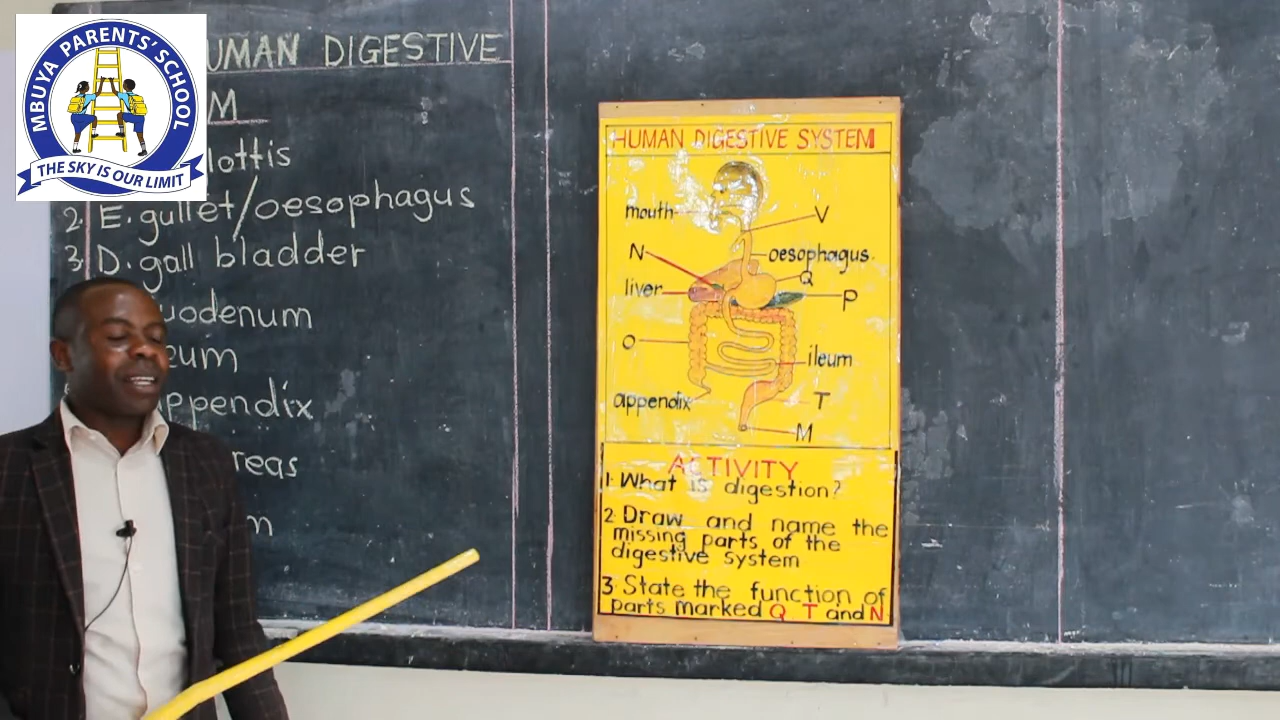 MBUYA PARENTS' SCHOOL
THE SKY IS OUR LIMIT
UMAN DIGESTIVE
M
lottis
2. E. gullet/oesophagus
3. D. gall bladder
uodenum
eum
ppendix
reas
m
HUMAN DIGESTIVE SYSTEM
mouth
V
N
oesophagus
Q
liver
P
O
ileum
appendix
T
M
ACTIVITY
1. What is digestion?
2. Draw and name the
missing parts of the
digestive system
3. State the function of
parts marked Q T and N